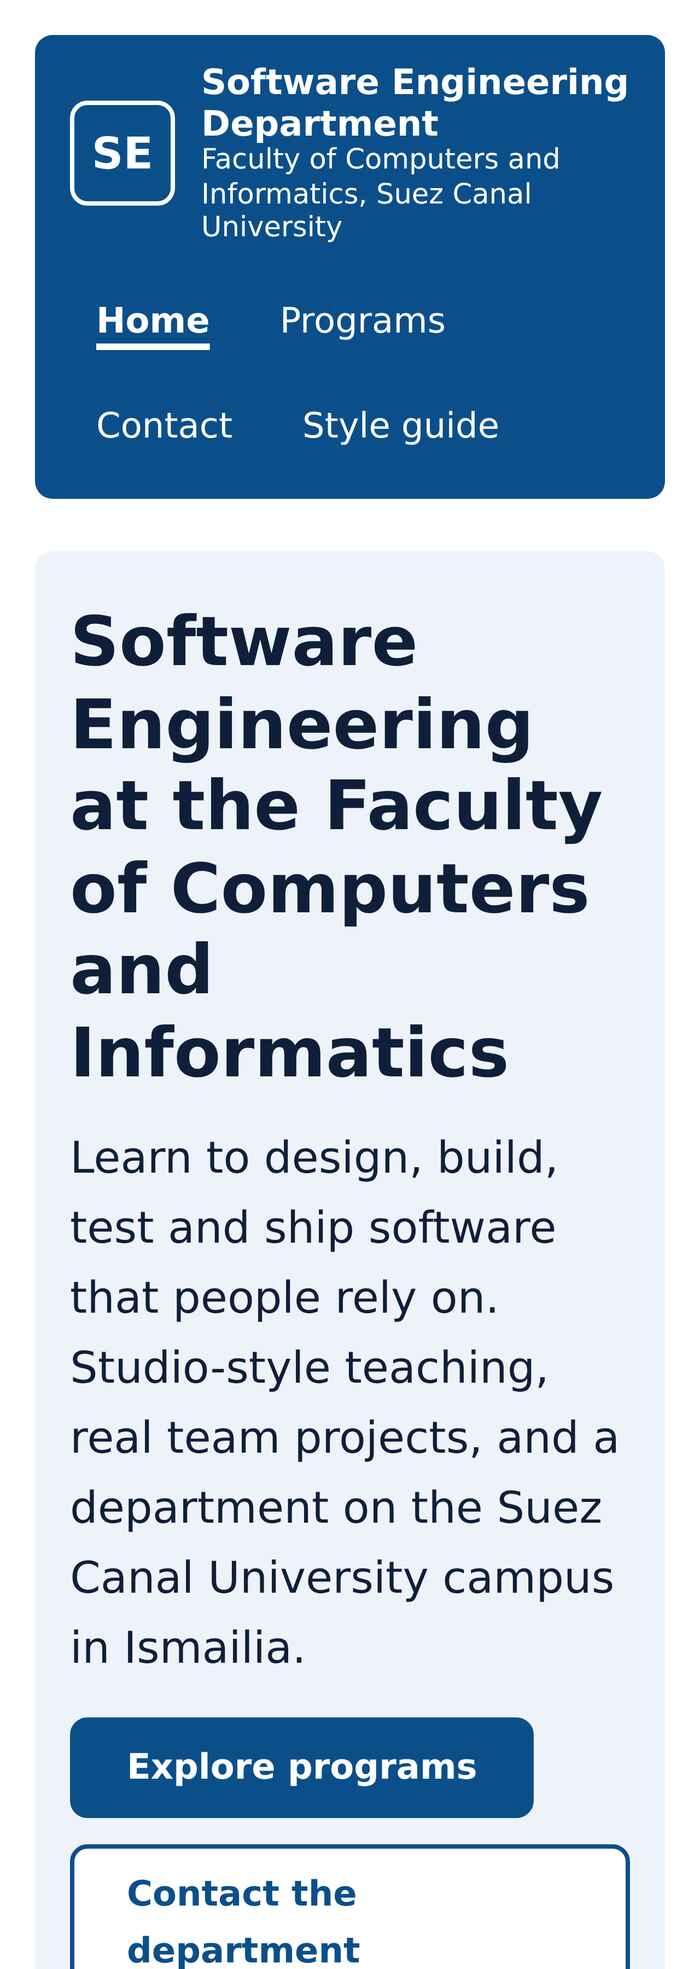 SE
Software Engineering
Department
Faculty of Computers and
Informatics, Suez Canal
University
Home Programs
Contact Style guide
Software
Engineering
at the Faculty
of Computers
and
Informatics
Learn to design, build,
test and ship software
that people rely on.
Studio-style teaching,
real team projects, and a
department on the Suez
Canal University campus
in Ismailia.
Explore programs
Contact the
department